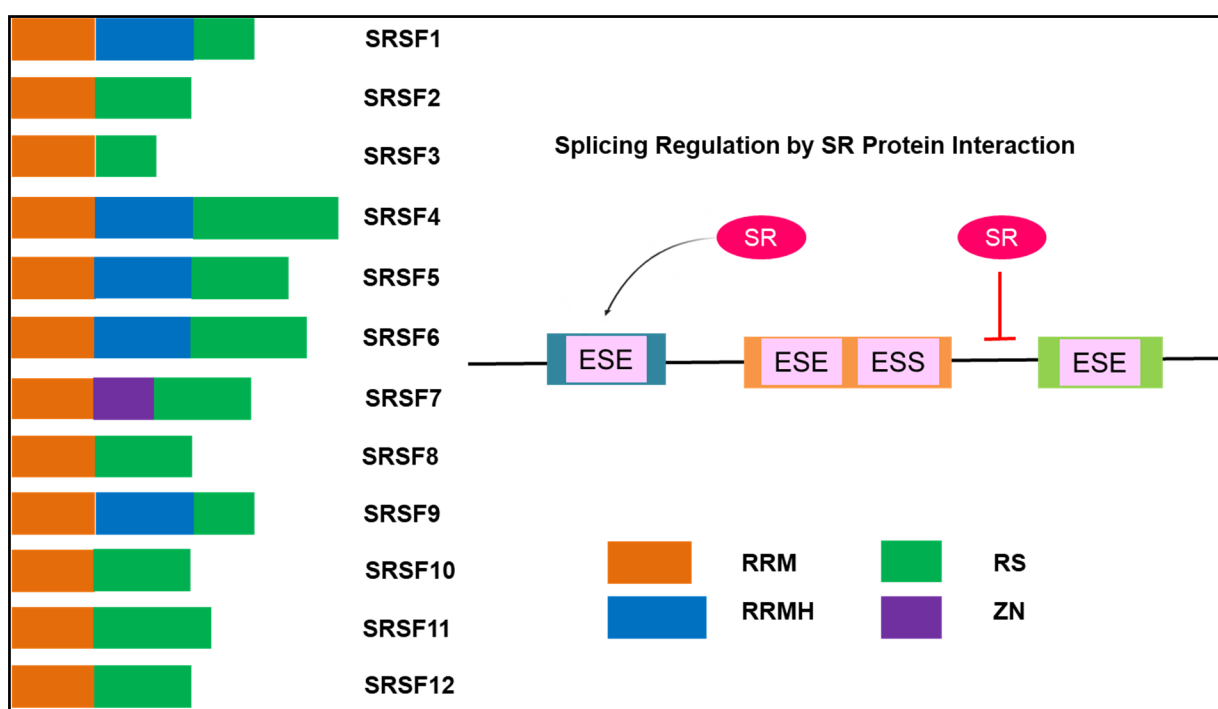 SRSF1
SRSF2
SRSF3
SRSF4
SRSF5
SRSF6
SRSF7
SRSF8
SRSF9
SRSF10
SRSF11
SRSF12
Splicing Regulation by SR Protein Interaction
SR SR
ESE ESE ESS ESE
RRM RS
RRMH ZN